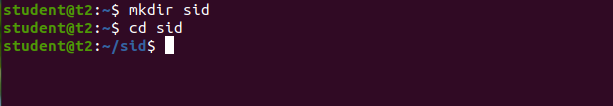 student@t2:~$ mkdir sid
student@t2:~$ cd sid
student@t2:~/sid$